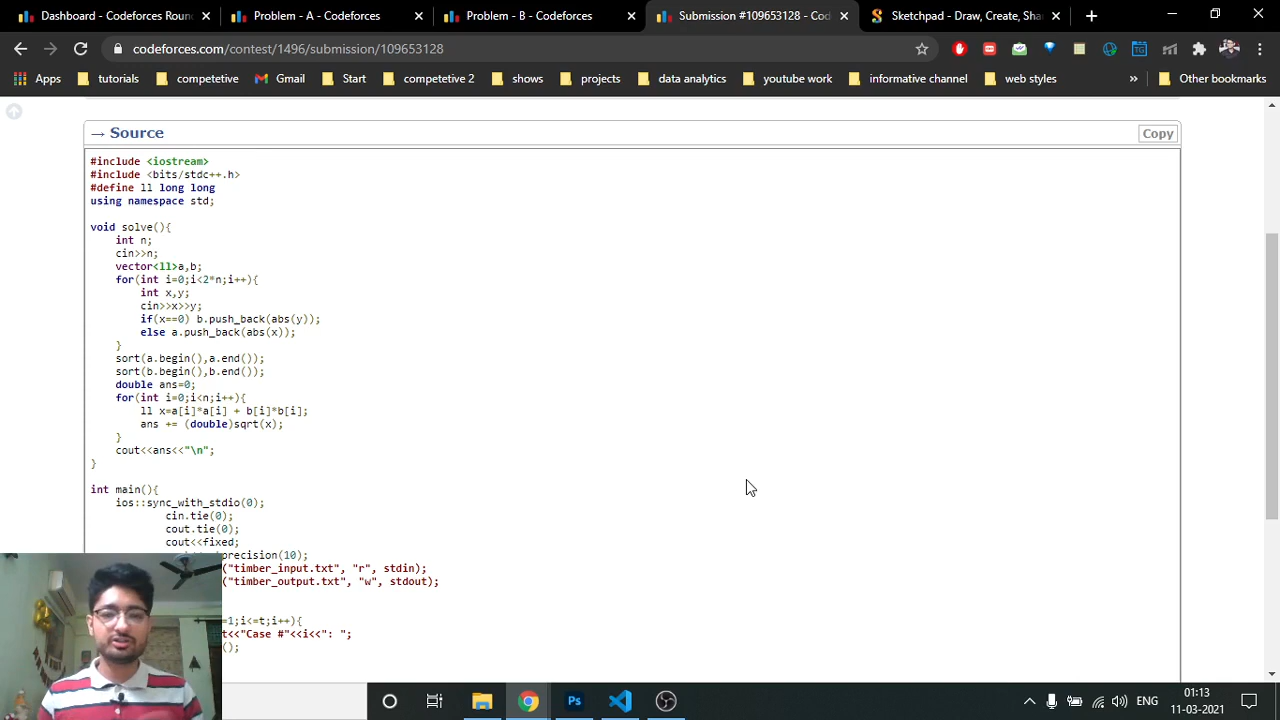 Dashboard - Codeforces Roun
Problem - A - Codeforces
Problem - B - Codeforces
Submission #109653128 - Cod
Sketchpad - Draw, Create, Shar
codeforces.com/contest/1496/submission/109653128
Apps
tutorials
competetive
Gmail
Start
competetive 2
shows
projects
data analytics
youtube work
informative channel
web styles
»
Other bookmarks
→ Source
Copy
#include <iostream>
#include <bits/stdc++.h>
#define ll long long
using namespace std;
void solve(){
int n;
cin>>n;
vector<ll>a,b;
for(int i=0;i<2*n;i++){
int x,y;
cin>>x>>y;
if(x==0) b.push_back(abs(y));
else a.push_back(abs(x));
}
sort(a.begin(),a.end());
sort(b.begin(),b.end());
double ans=0;
for(int i=0;i<n;i++){
ll x=a[i]*a[i] + b[i]*b[i];
ans += (double)sqrt(x);
}
cout<<ans<<"\n";
}
int main(){
ios::sync_with_stdio(0);
cin.tie(0);
cout.tie(0);
cout<<fixed;
precision(10);
("timber_input.txt", "r", stdin);
("timber_output.txt", "w", stdout);
=1;i<=t;i++){
t<<"Case #"<<i<<": ";
();
ENG
01:13
11-03-2021